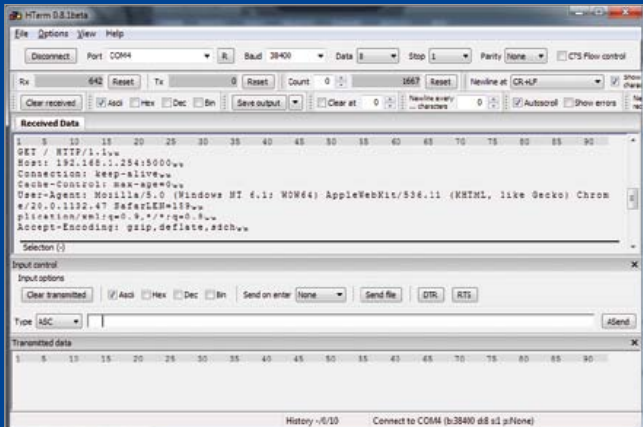 HTerm 0.8.1beta
File Options View Help
Disconnect Port COM4 R Baud 38400 Data 8 Stop 1 Parity None CTS Flow control
Rx 642 Reset Tx 0 Reset Count 0 1667 Reset Newline at CR+LF Show
Clear received Ascii Hex Dec Bin Save output Clear at 0 Newline every ... characters 0 Autoscroll Show errors
Received Data
1 5 10 15 20 25 30 35 40 45 50 55 60 65 70 75 80 85 90
GET / HTTP/1.1
Host: 192.168.1.254:5000
Connection: keep-alive
Cache-Control: max-age=0
User-Agent: Mozilla/5.0 (Windows NT 6.1; WOW64) AppleWebKit/536.11 (KHTML, like Gecko) Chrom
e/20.0.1132.47 SafarLEN=159
plication/xml;q=0.9,*/*;q=0.8
Accept-Encoding: gzip,deflate,sdch
Selection (-)
Input control
Input options
Clear transmitted Ascii Hex Dec Bin Send on enter None Send file DTR RTS
Type ASC ASend
Transmitted data
1 5 10 15 20 25 30 35 40 45 50 55 60 65 70 75 80 85 90
History -/0/10 Connect to COM4 (b:38400 d:8 s:1 p:None)